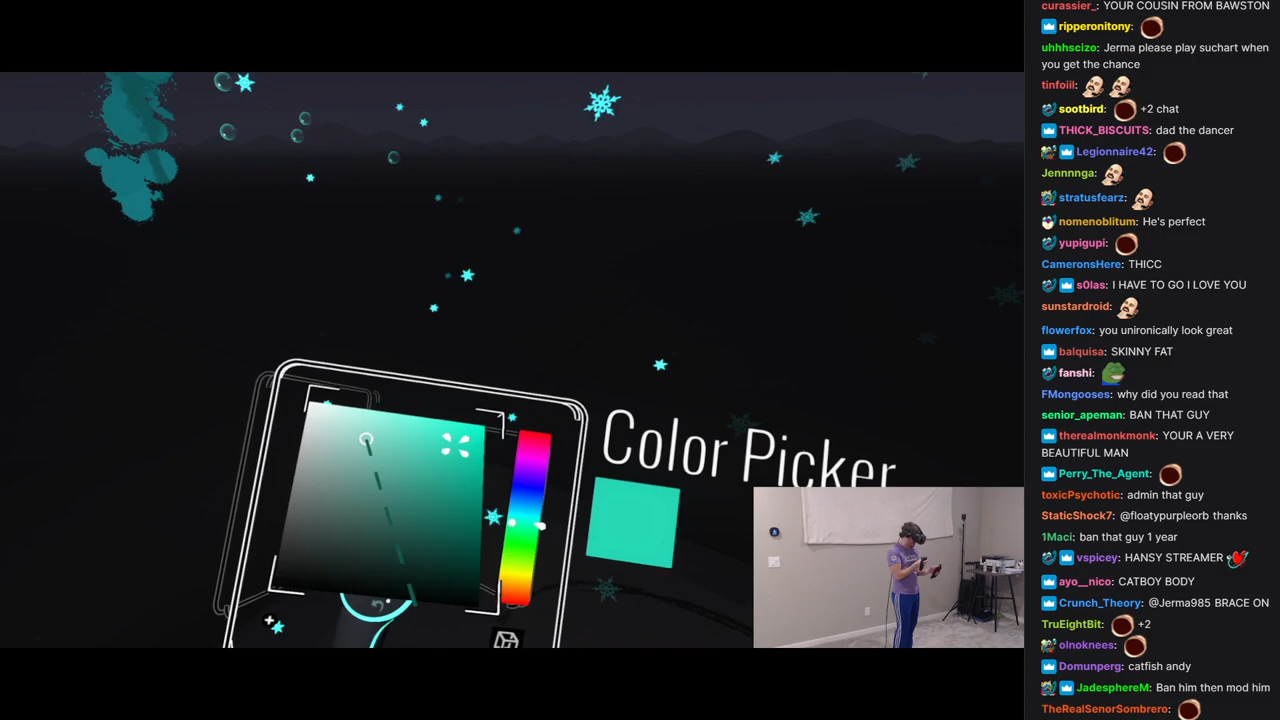 Color Picker
curassier_: YOUR COUSIN FROM BAWSTON
ripperonitony:
uhhhscizo: Jerma please play suchart when
you get the chance
tinfoiil:
sootbird: +2 chat
THICK_BISCUITS: dad the dancer
Legionnaire42:
Jennnnga:
stratusfearz:
nomenoblitum: He's perfect
yupigupi:
CameronsHere: THICC
s0las: I HAVE TO GO I LOVE YOU
sunstardroid:
flowerfox: you unironically look great
balquisa: SKINNY FAT
fanshi:
FMongooses: why did you read that
senior_apeman: BAN THAT GUY
therealmonkmonk: YOUR A VERY
BEAUTIFUL MAN
Perry_The_Agent:
toxicPsychotic: admin that guy
StaticShock7: @floatypurpleorb thanks
1Maci: ban that guy 1 year
vspicey: HANSY STREAMER
ayo__nico: CATBOY BODY
Crunch_Theory: @Jerma985 BRACE ON
TruEightBit: +2
oinoknees:
Domunperg: catfish andy
JadesphereM: Ban him then mod him
TheRealSenorSombrero: